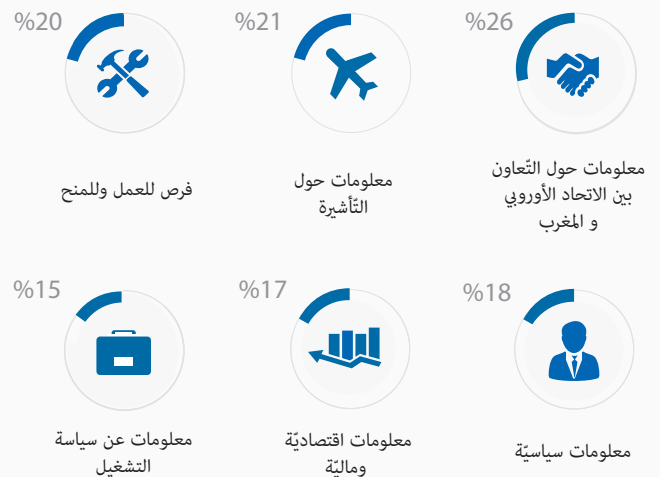 %26
معلومات حول التّعاون
بين الاتحاد الأوروبي
و المغرب
%21
معلومات حول
التّأشيرة
%20
فرص للعمل وللمنح
%18
معلومات سياسيّة
%17
معلومات اقتصاديّة
وماليّة
%15
معلومات عن سياسة
التشغيل